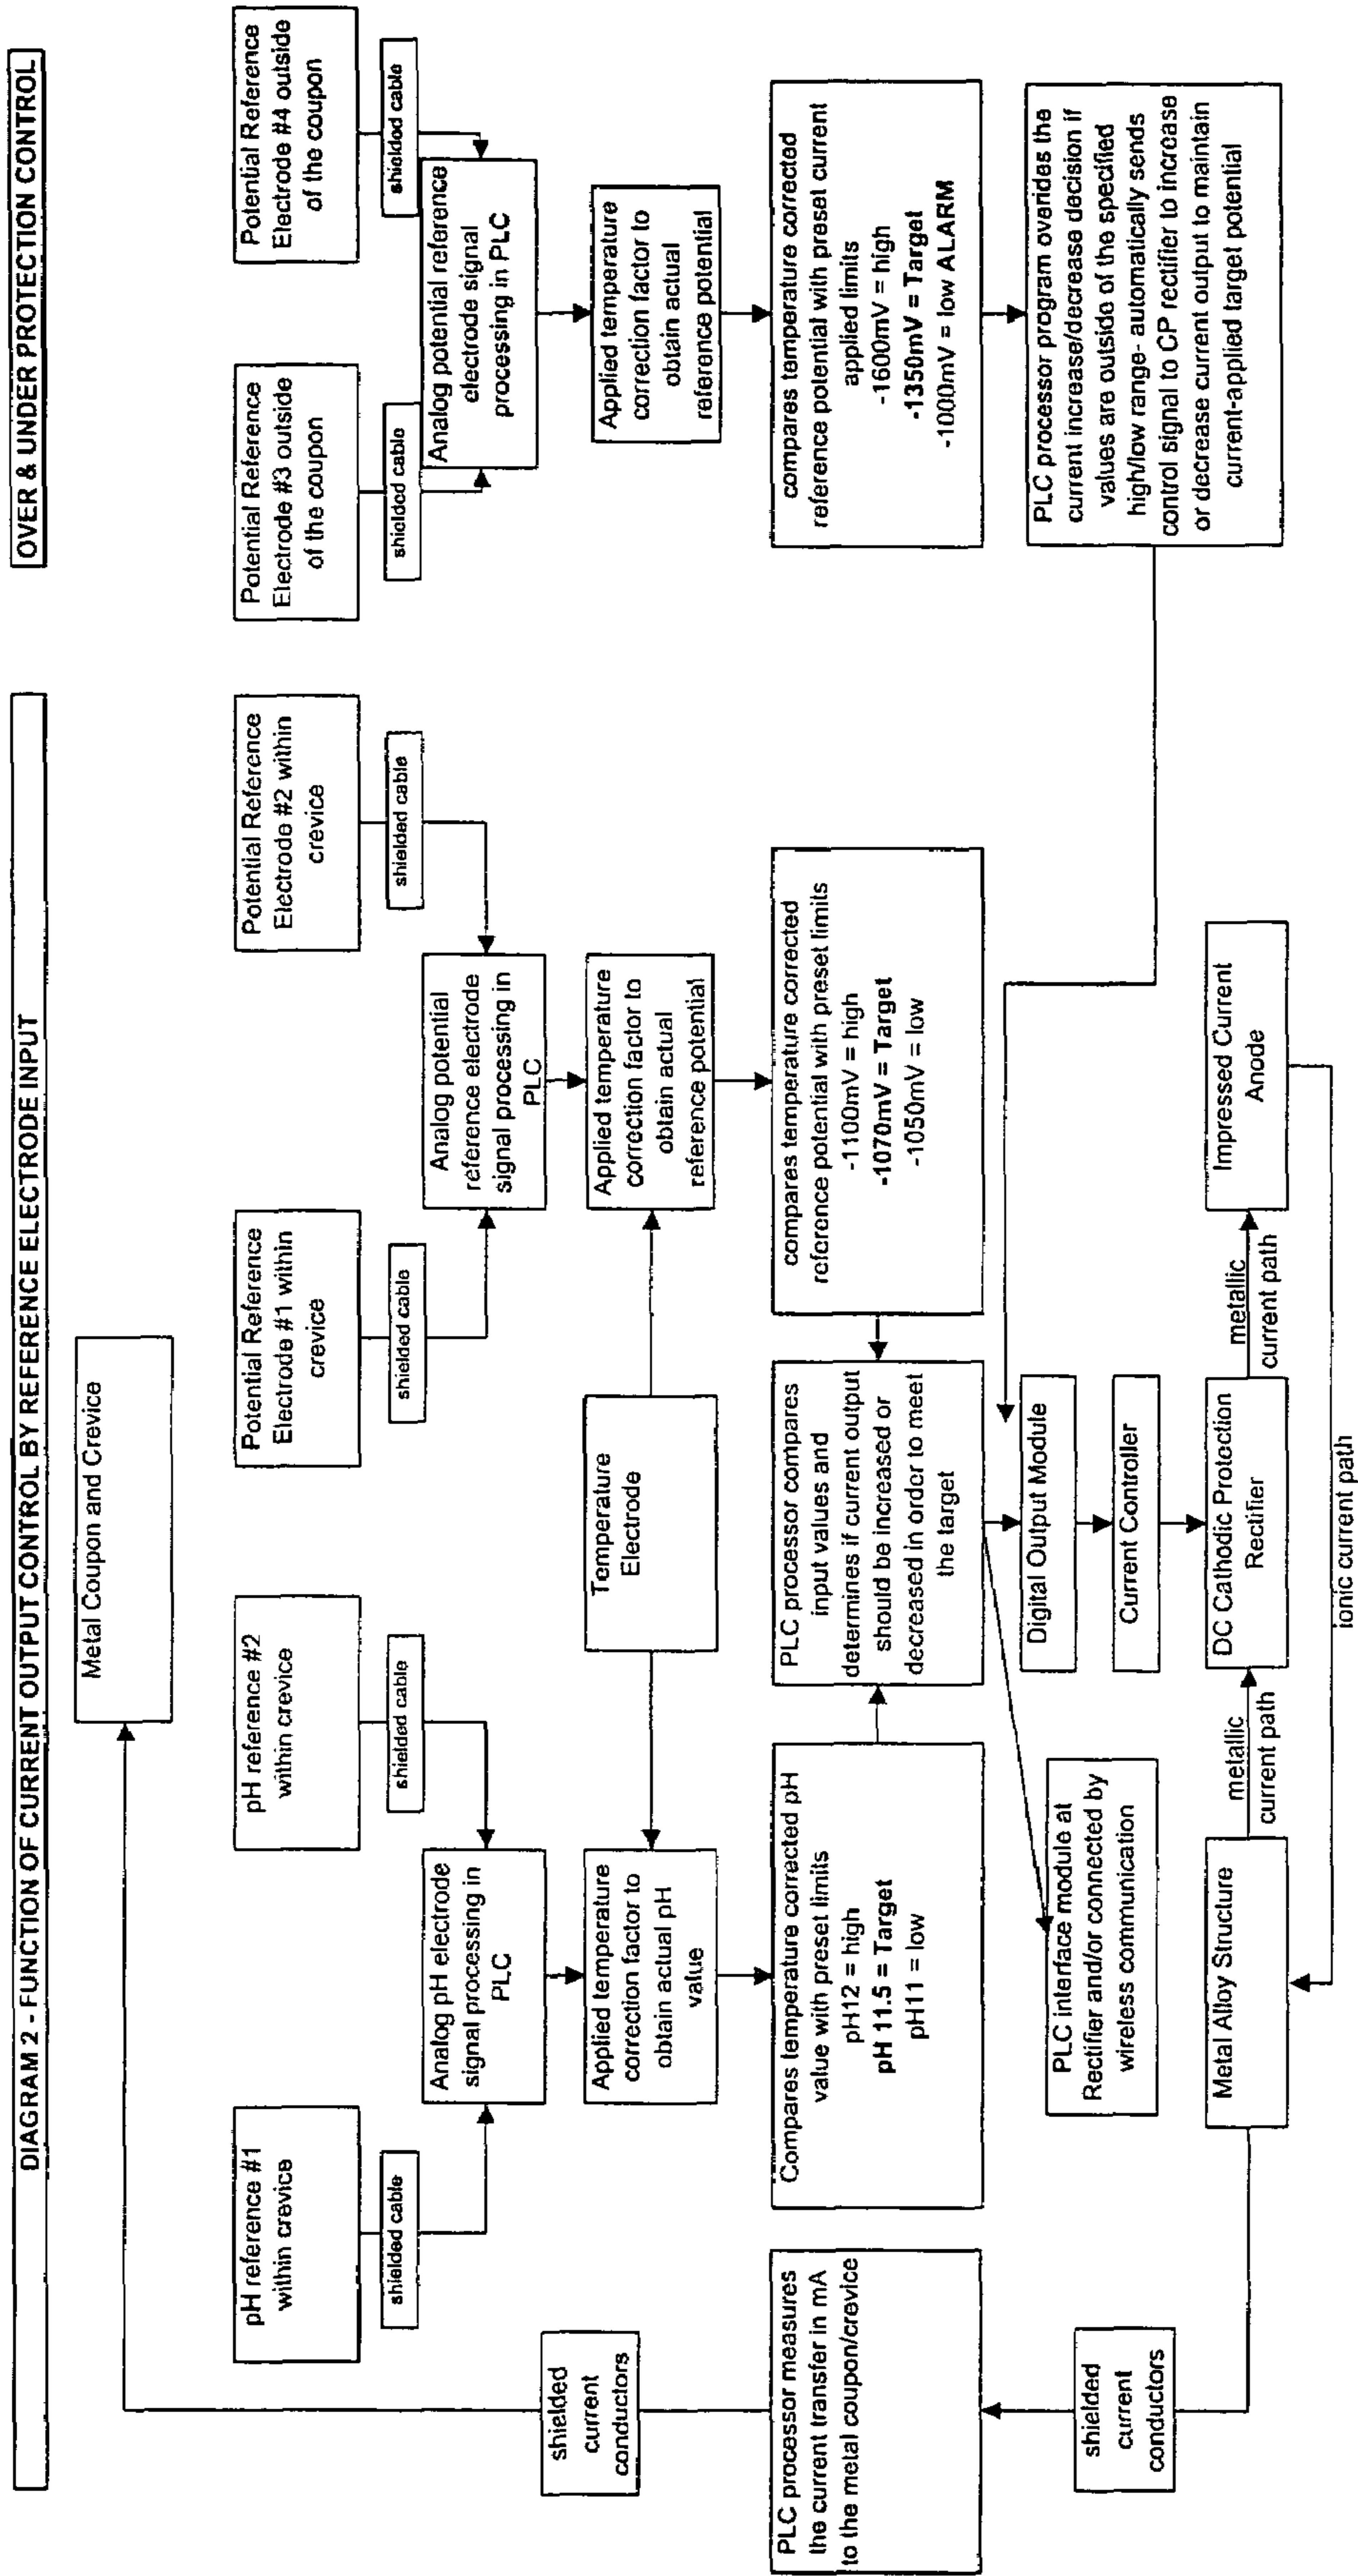 DIAGRAM 2 - FUNCTION OF CURRENT OUTPUT CONTROL BY REFERENCE ELECTRODE INPUT
OVER & UNDER PROTECTION CONTROL
Metal Coupon and Crevice
pH reference #1
within crevice
pH reference #2
within crevice
Potential Reference
Electrode #1 within
crevice
Potential Reference
Electrode #2 within
crevice
Potential Reference
Electrode #3 outside
of the coupon
Potential Reference
Electrode #4 outside
of the coupon
shielded cable
shielded cable
shielded cable
shielded cable
shielded cable
shielded cable
Analog pH electrode
signal processing in
PLC
Analog potential
reference electrode
signal processing in
PLC
Analog potential reference
electrode signal
processing in PLC
shielded
current
conductors
Applied temperature
correction factor to
obtain actual pH
value
Temperature
Electrode
Applied temperature
correction factor to
obtain actual
reference potential
Applied temperature
correction factor to
obtain actual
reference potential
PLC processor measures
the current transfer in mA
to the metal coupon/crevice
Compares temperature corrected pH
value with preset limits
pH12 = high
pH 11.5 = Target
pH11 = low
PLC processor compares
input values and
determines if current output
should be increased or
decreased in order to meet
the target
compares temperature corrected
reference potential with preset limits
-1100mV = high
-1070mV = Target
-1050mV = low
compares temperature corrected
reference potential with preset current
applied limits
-1600mV = high
-1350mV = Target
-1000mV = low ALARM
shielded
current
conductors
PLC interface module at
Rectifier and/or connected by
wireless communication
Digital Output Module
Current Controller
PLC processor program overides the
current increase/decrease decision if
values are outside of the specified
high/low range- automatically sends
control signal to CP rectifier to increase
or decrease current output to maintain
current-applied target potential
Metal Alloy Structure
metallic
current path
DC Cathodic Protection
Rectifier
metallic
current path
Impressed Current
Anode
ionic current path